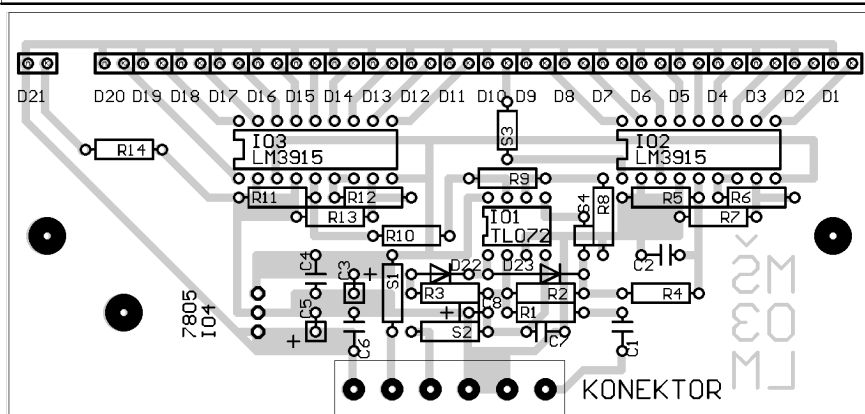 D21 D20 D19 D18 D17 D16 D15 D14 D13 D12 D11 D10 D9 D8 D7 D6 D5 D4 D3 D2 D1
IO3
LM3915
S3
IO2
LM3915
R14
R9
R11 R12
R13
R10
IO1
TL072
S4
R8
R5 R6
R7
C4
C3
+
S1
D22 D23
C2
R3
R2
R4
7805
IO4
C5
+
C6
+
C8
R1
S2
C7
C1
KONEKTOR
LM
03
MŠ